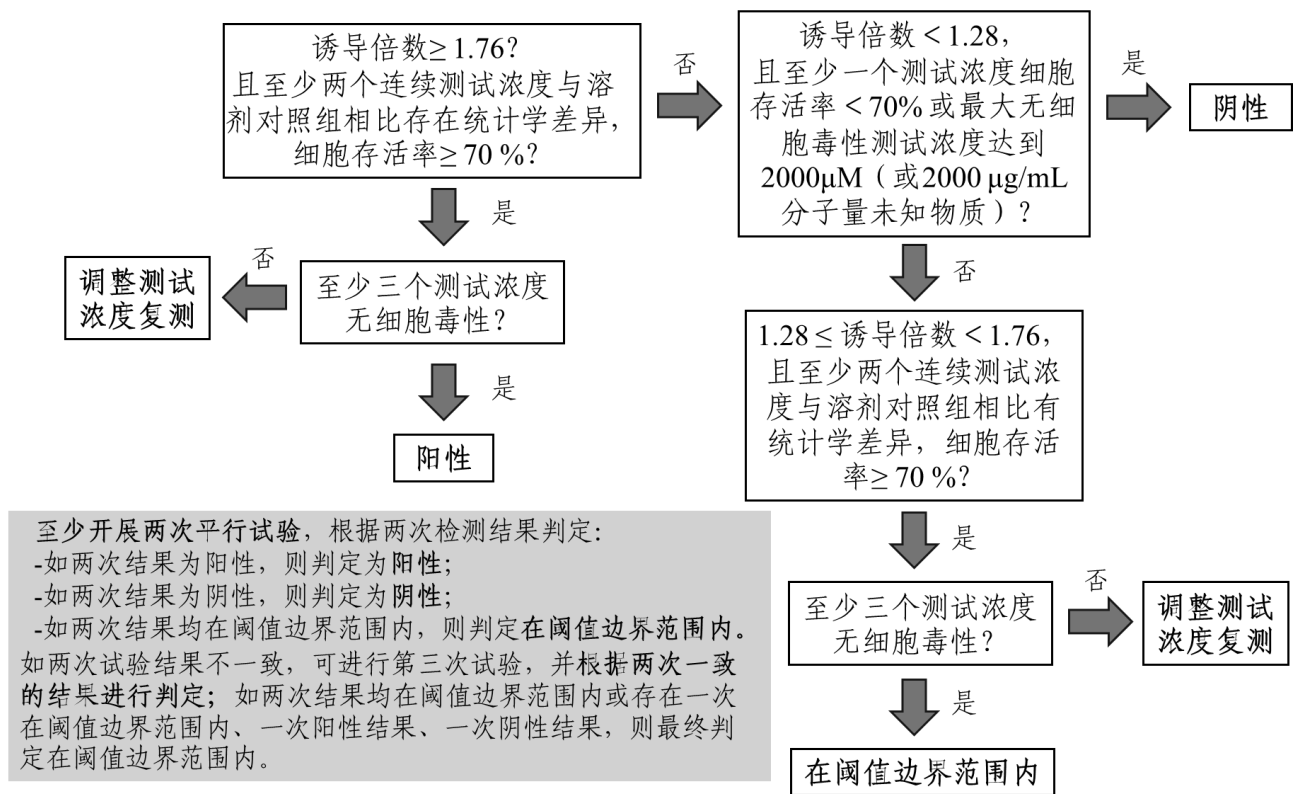 诱导倍数≥1.76?
且至少两个连续测试浓度与溶
剂对照组相比存在统计学差异,
细胞存活率≥70 %?
否
诱导倍数<1.28,
且至少一个测试浓度细胞
存活率<70%或最大无细
胞毒性测试浓度达到
2000μM(或2000 μg/mL
分子量未知物质)?
是
阴性
是
否
调整测试
浓度复测
否
至少三个测试浓度
无细胞毒性?
是
阳性
1.28≤诱导倍数<1.76,
且至少两个连续测试浓
度与溶剂对照组相比有
统计学差异,细胞存活
率≥70 %?
是
至少三个测试浓度
无细胞毒性?
否
调整测试
浓度复测
是
在阈值边界范围内
至少开展两次平行试验,根据两次检测结果判定:
-如两次结果为阳性,则判定为阳性;
-如两次结果为阴性,则判定为阴性;
-如两次结果均在阈值边界范围内,则判定在阈值边界范围内。
如两次试验结果不一致,可进行第三次试验,并根据两次一致
的结果进行判定;如两次结果均在阈值边界范围内或存在一次
在阈值边界范围内、一次阳性结果、一次阴性结果,则最终判
定在阈值边界范围内。